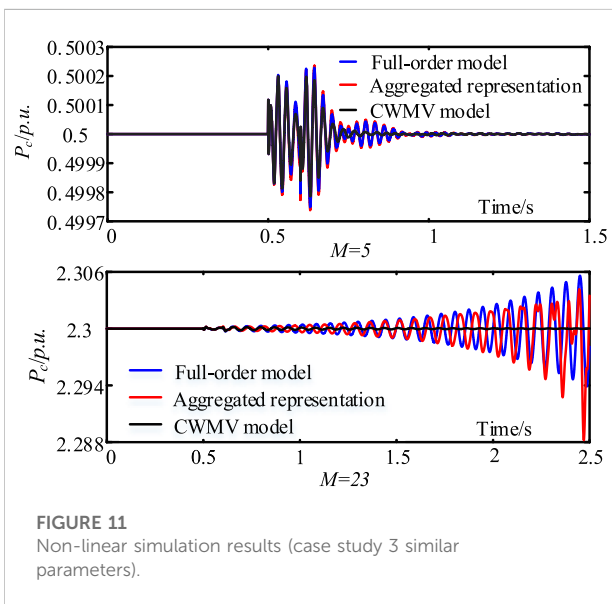 0.5003
0.5002
0.5001
0.5
0.4999
0.4998
0.4997
Pc/p.u.
Full-order model
Aggregated representation
CWMV model
Time/s
0 0.5 1 1.5
M=5
2.306
2.3
2.294
2.288
Pc/p.u.
Full-order model
Aggregated representation
CWMV model
Time/s
0 0.5 1 1.5 2 2.5
M=23
FIGURE 11
Non-linear simulation results (case study 3 similar
parameters).